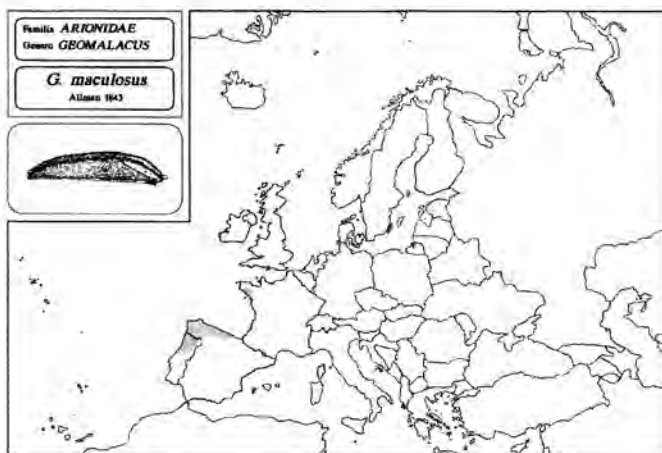 Familia ARIONIDAE
Genero GEOMALACUS
G. maculosus
Allman 1843